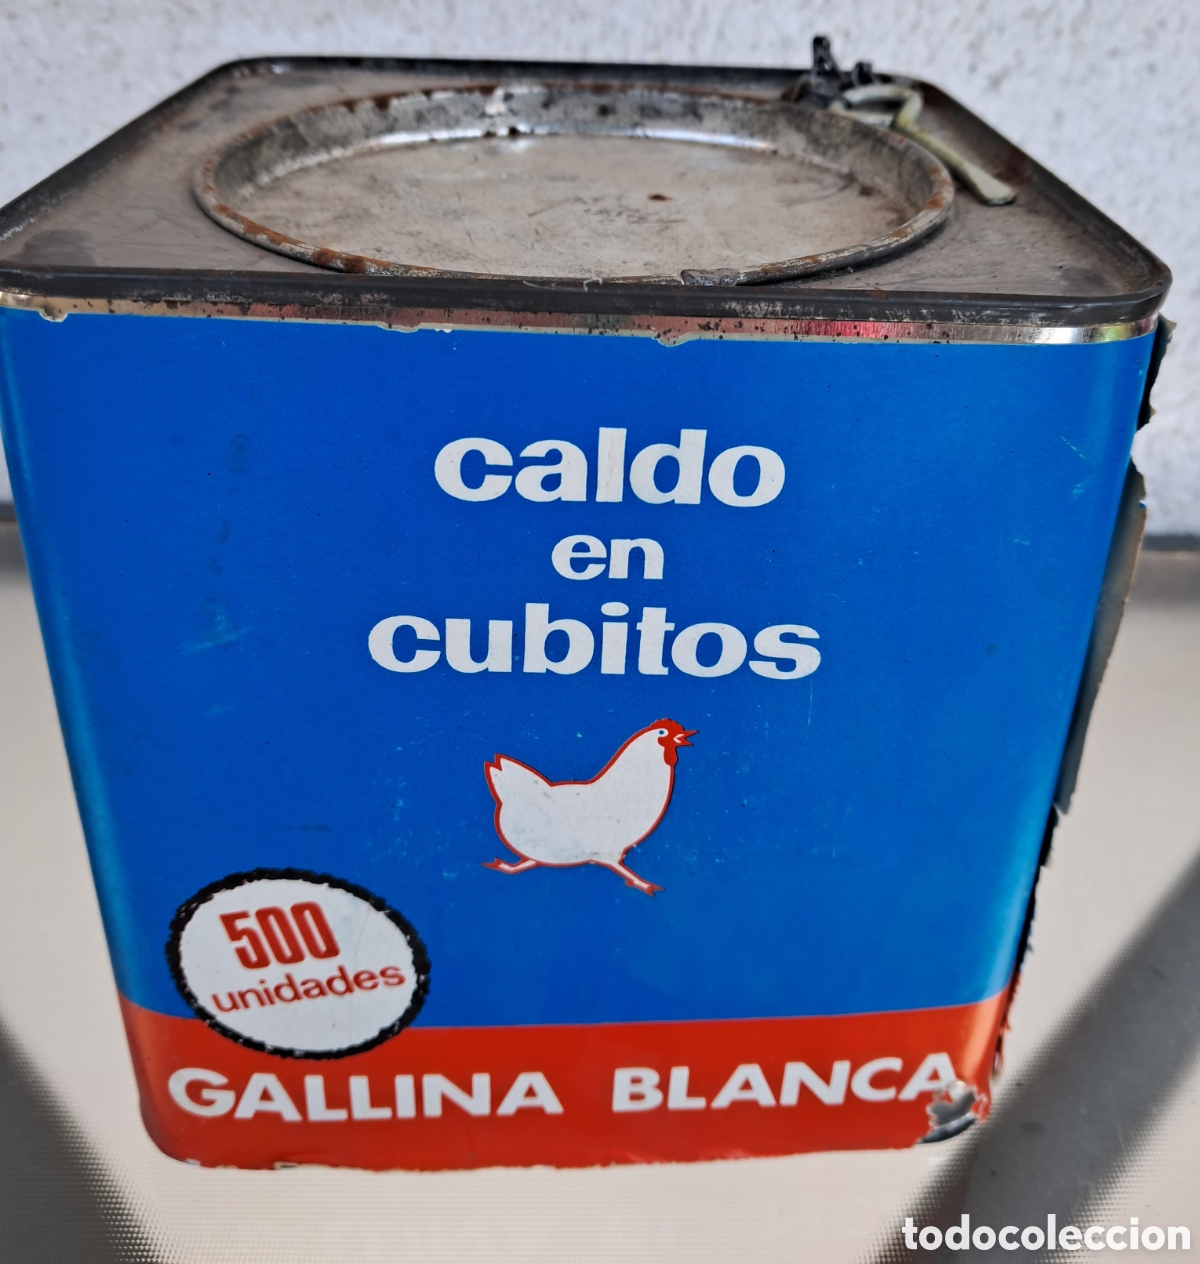 caldo
en
cubitos
500
unidades
GALLINA BLANCA
todocoleccion